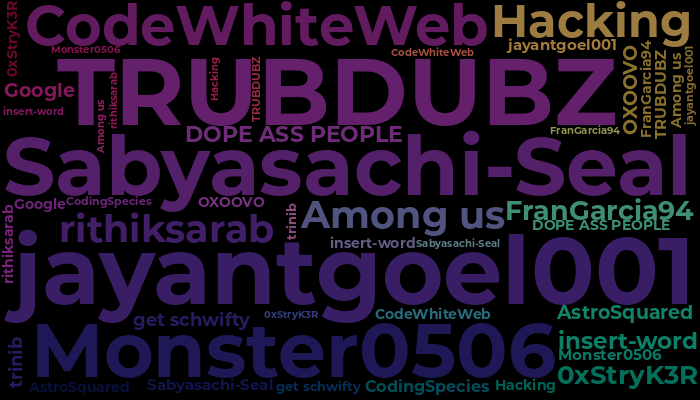 0xStryK3R
CodeWhiteWeb
Hacking
Monster0506
CodeWhiteWeb
jayantgoel001
Google
TRUBDUBZ
Hacking
TRUBDUBZ
OXOOVO
FranGarcia94
TRUBDUBZ
Among us
jayantgoel001
insert-word
Among us
rithiksarab
DOPE ASS PEOPLE
FranGarcia94
Sabyasachi-Seal
Google
CodingSpecies
OXOOVO
trinib
Among us
FranGarcia94
rithiksarab
rithiksarab
DOPE ASS PEOPLE
insert-word
Sabyasachi-Seal
jayantgoel001
get schwifty
0xStryK3R
CodeWhiteWeb
AstroSquared
trinib
Monster0506
insert-word
Monster0506
0xStryK3R
AstroSquared
Sabyasachi-Seal
get schwifty
CodingSpecies
Hacking